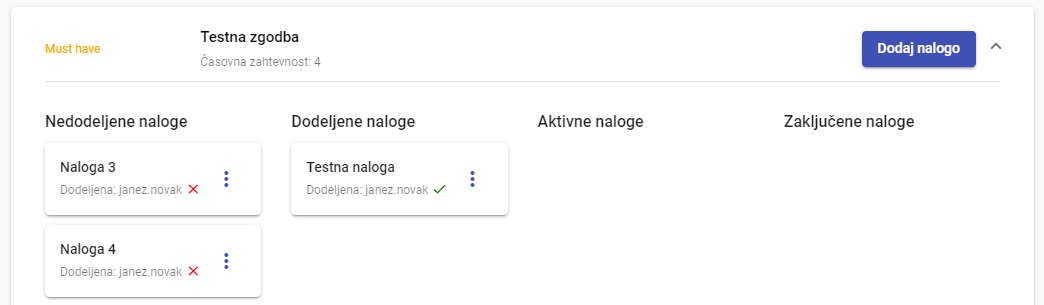 Must have
Testna zgodba
Časovna zahtevnost: 4
Dodaj nalogo
Nedodeljene naloge
Naloga 3
Dodeljena: janez.novak
Naloga 4
Dodeljena: janez.novak
Dodeljene naloge
Testna naloga
Dodeljena: janez.novak
Aktivne naloge
Zaključene naloge